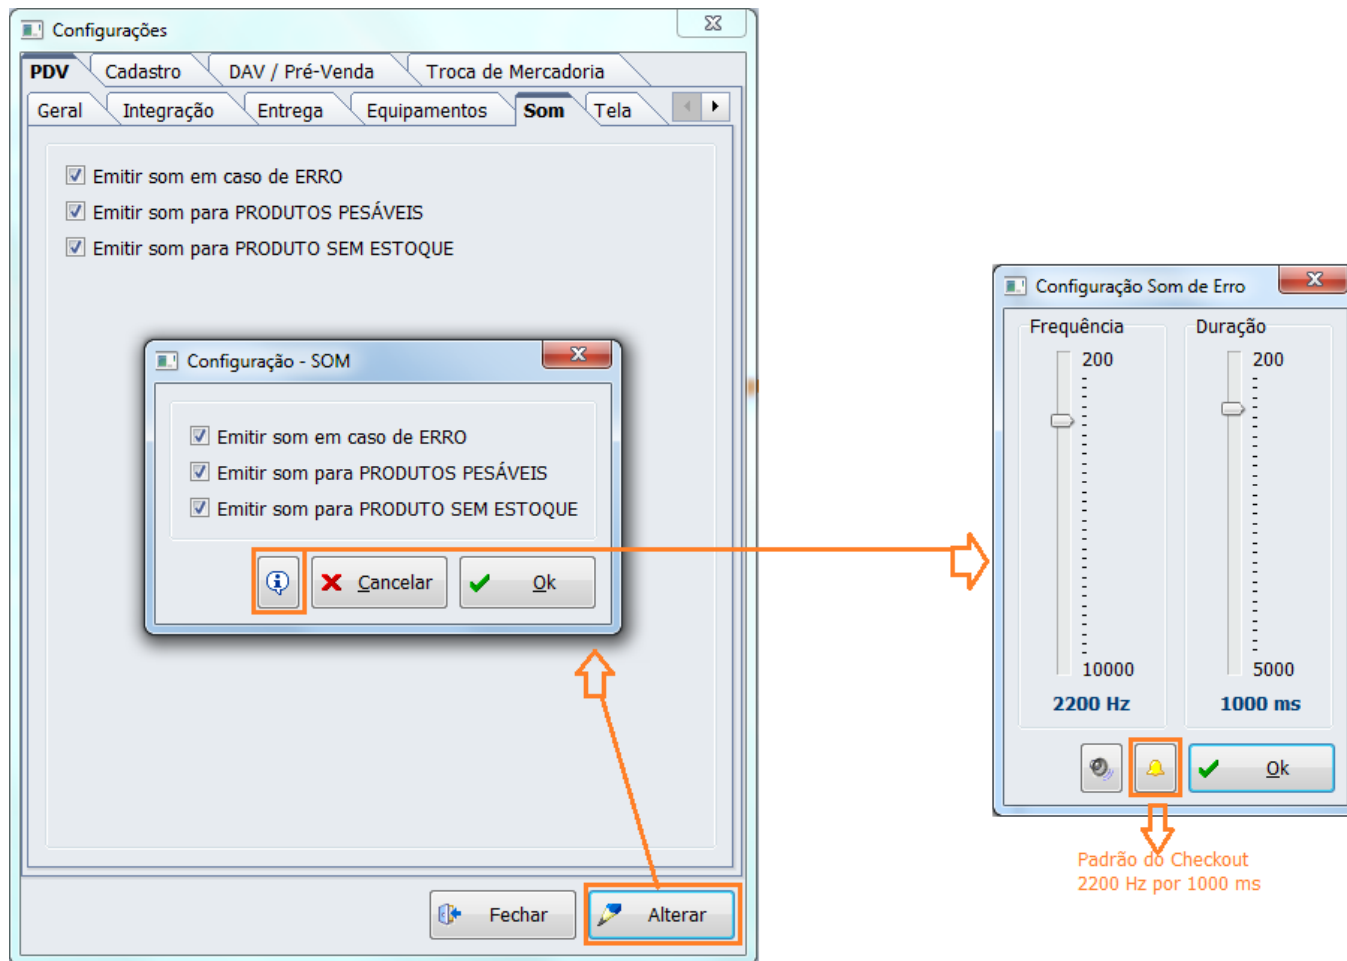 Configurações
PDV Cadastro DAV / Pré-Venda Troca de Mercadoria
Geral Integração Entrega Equipamentos Som Tela
Emitir som em caso de ERRO
Emitir som para PRODUTOS PESÁVEIS
Emitir som para PRODUTO SEM ESTOQUE
Configuração - SOM
Emitir som em caso de ERRO
Emitir som para PRODUTOS PESÁVEIS
Emitir som para PRODUTO SEM ESTOQUE
Cancelar Ok
Fechar Alterar
Configuração Som de Erro
Frequência Duração
200 200
10000 5000
2200 Hz 1000 ms
Ok
Padrão do Checkout
2200 Hz por 1000 ms